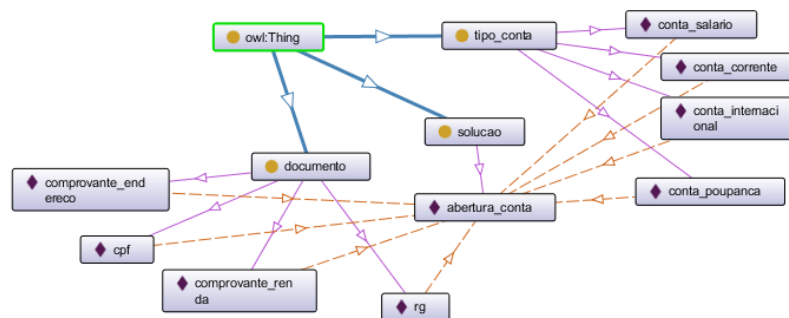 conta_salario
owl:Thing
tipo_conta
conta_corrente
conta_internaci
onal
solucao
documento
comprovante_end
ereco
conta_poupanca
abertura_conta
cpf
comprovante_ren
da
rg